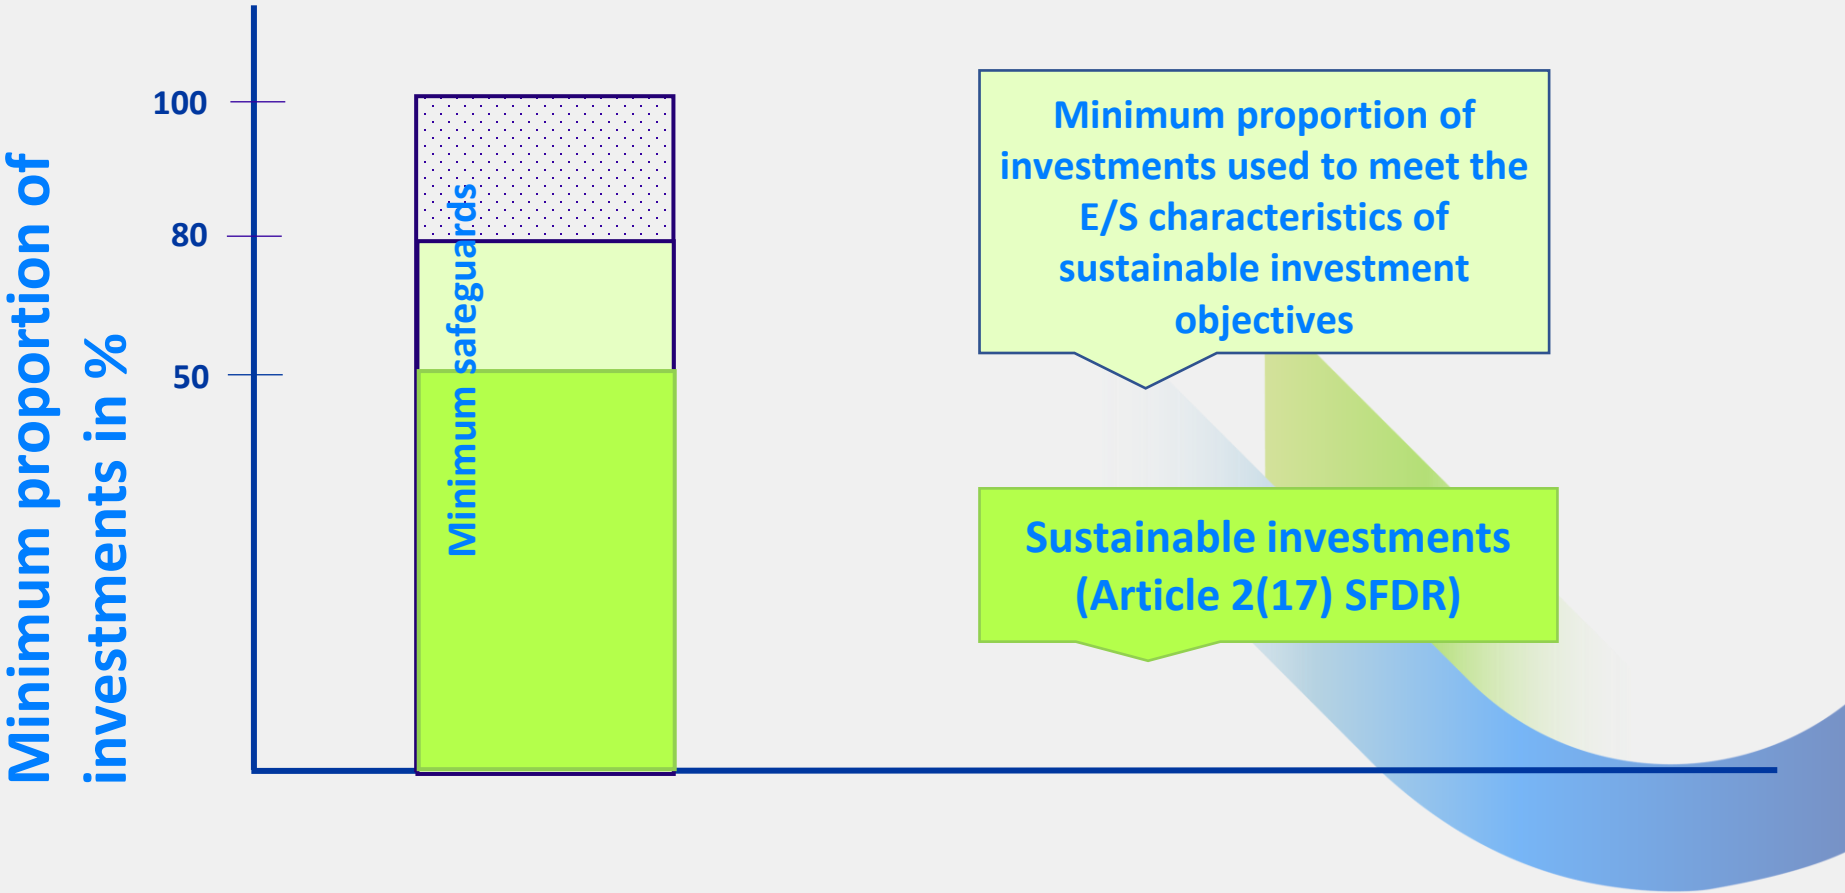 Minimum proportion of
investments in %
100
80
50
Minimum safeguards
Minimum proportion of
investments used to meet the
E/S characteristics of
sustainable investment
objectives
Sustainable investments
(Article 2(17) SFDR)